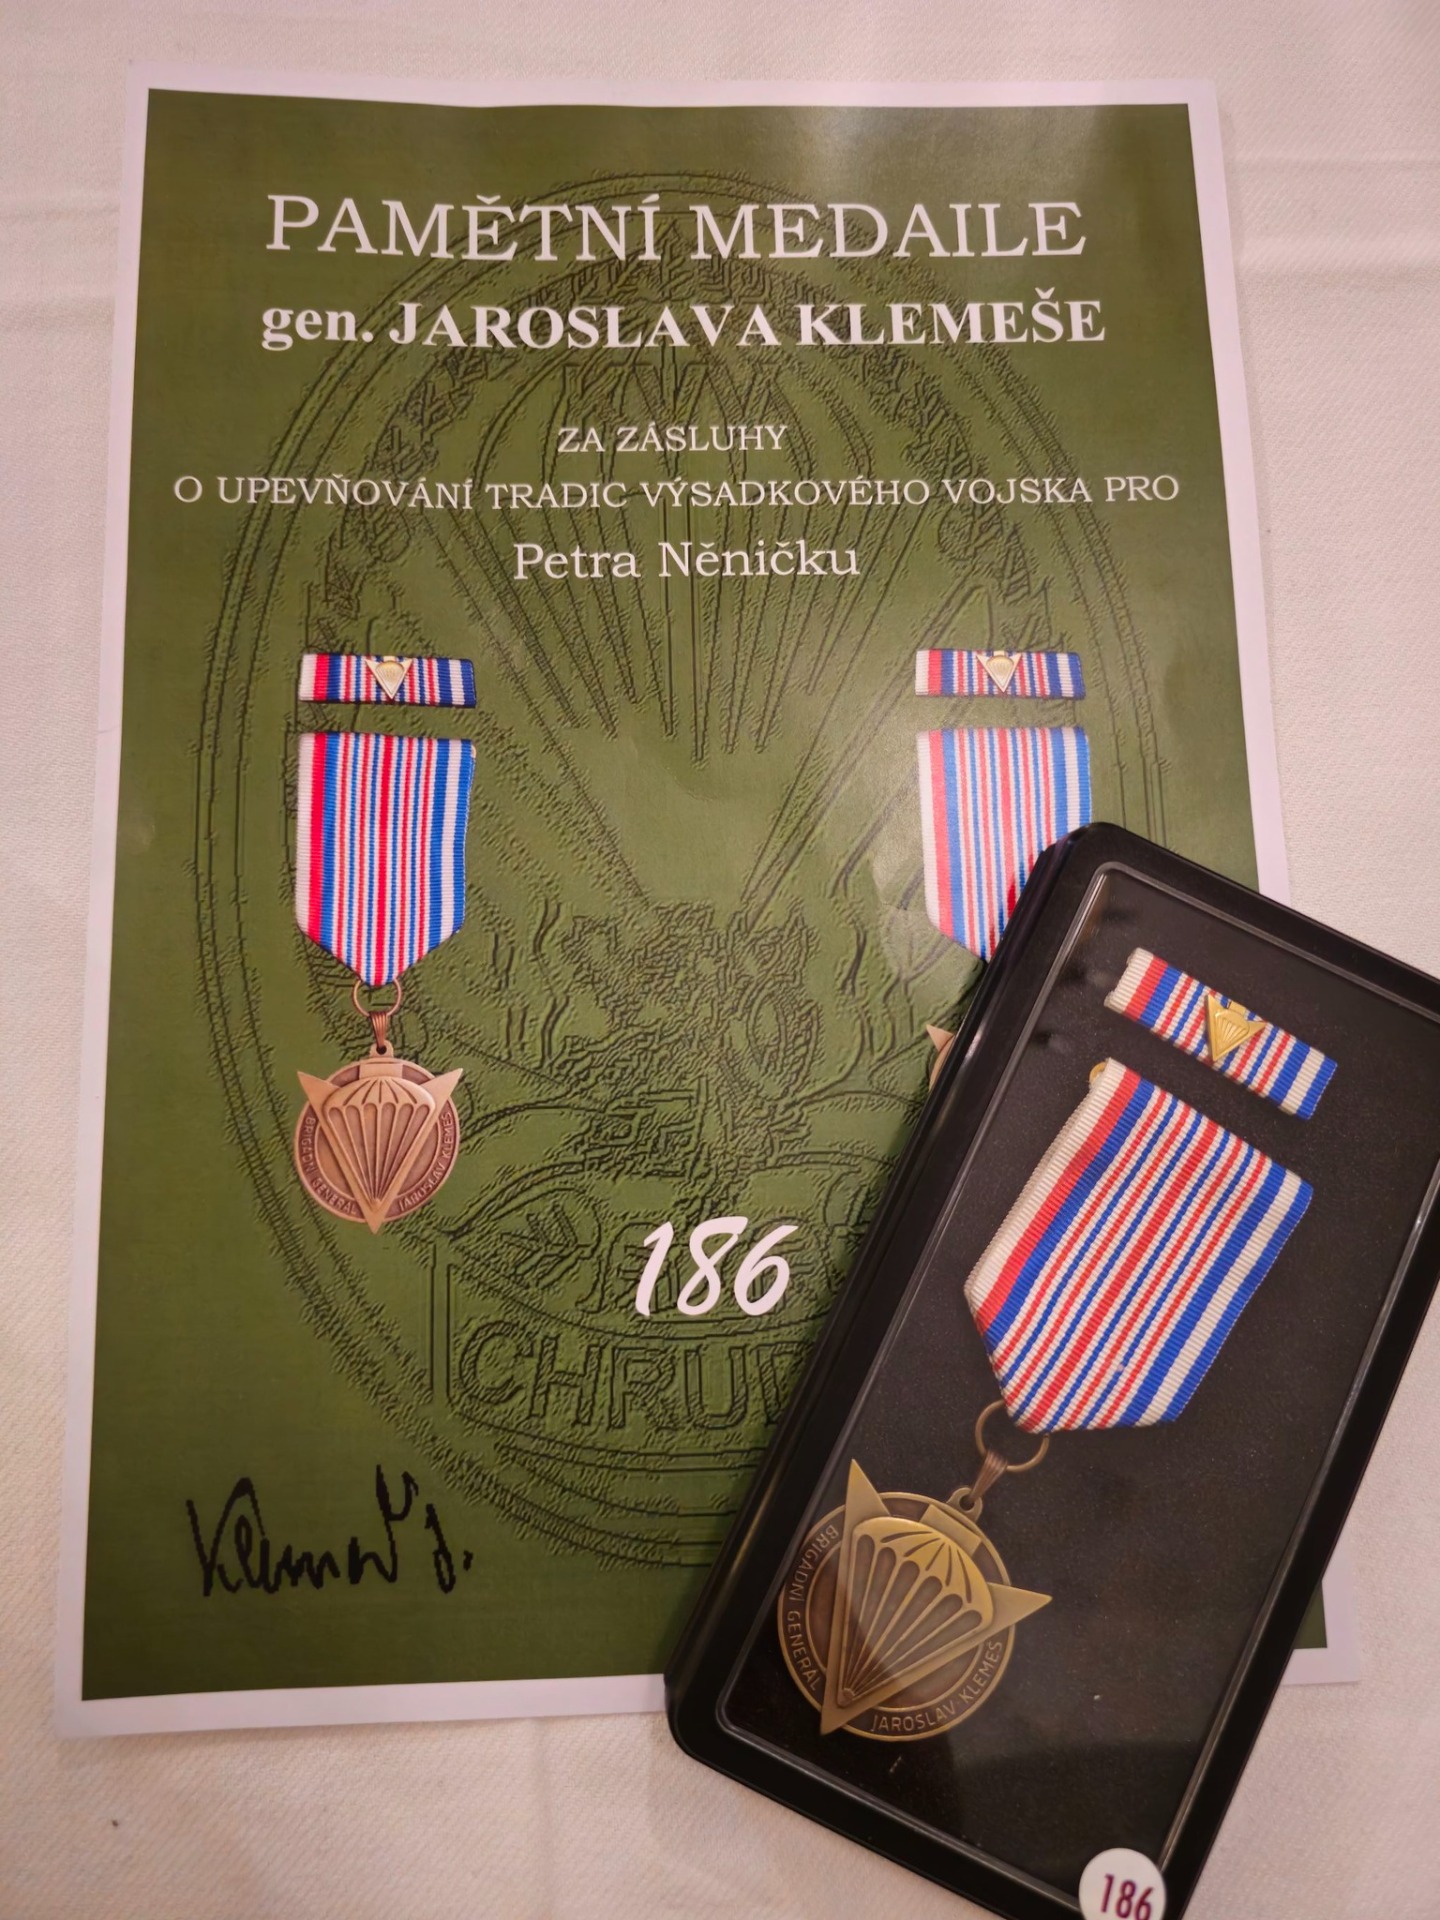 PAMĚTNÍ MEDAILE
gen. JAROSLAVA KLEMEŠE
ZA ZÁSLUHY
O UPEVŇOVÁNÍ TRADIC VÝSADKOVÉHO VOJSKA PRO
Petra Něničku
BRIGÁDNÍ GENERÁL JAROSLAV KLEMEŠ
186
BRIGÁDNÍ GENERÁL JAROSLAV KLEMEŠ
186